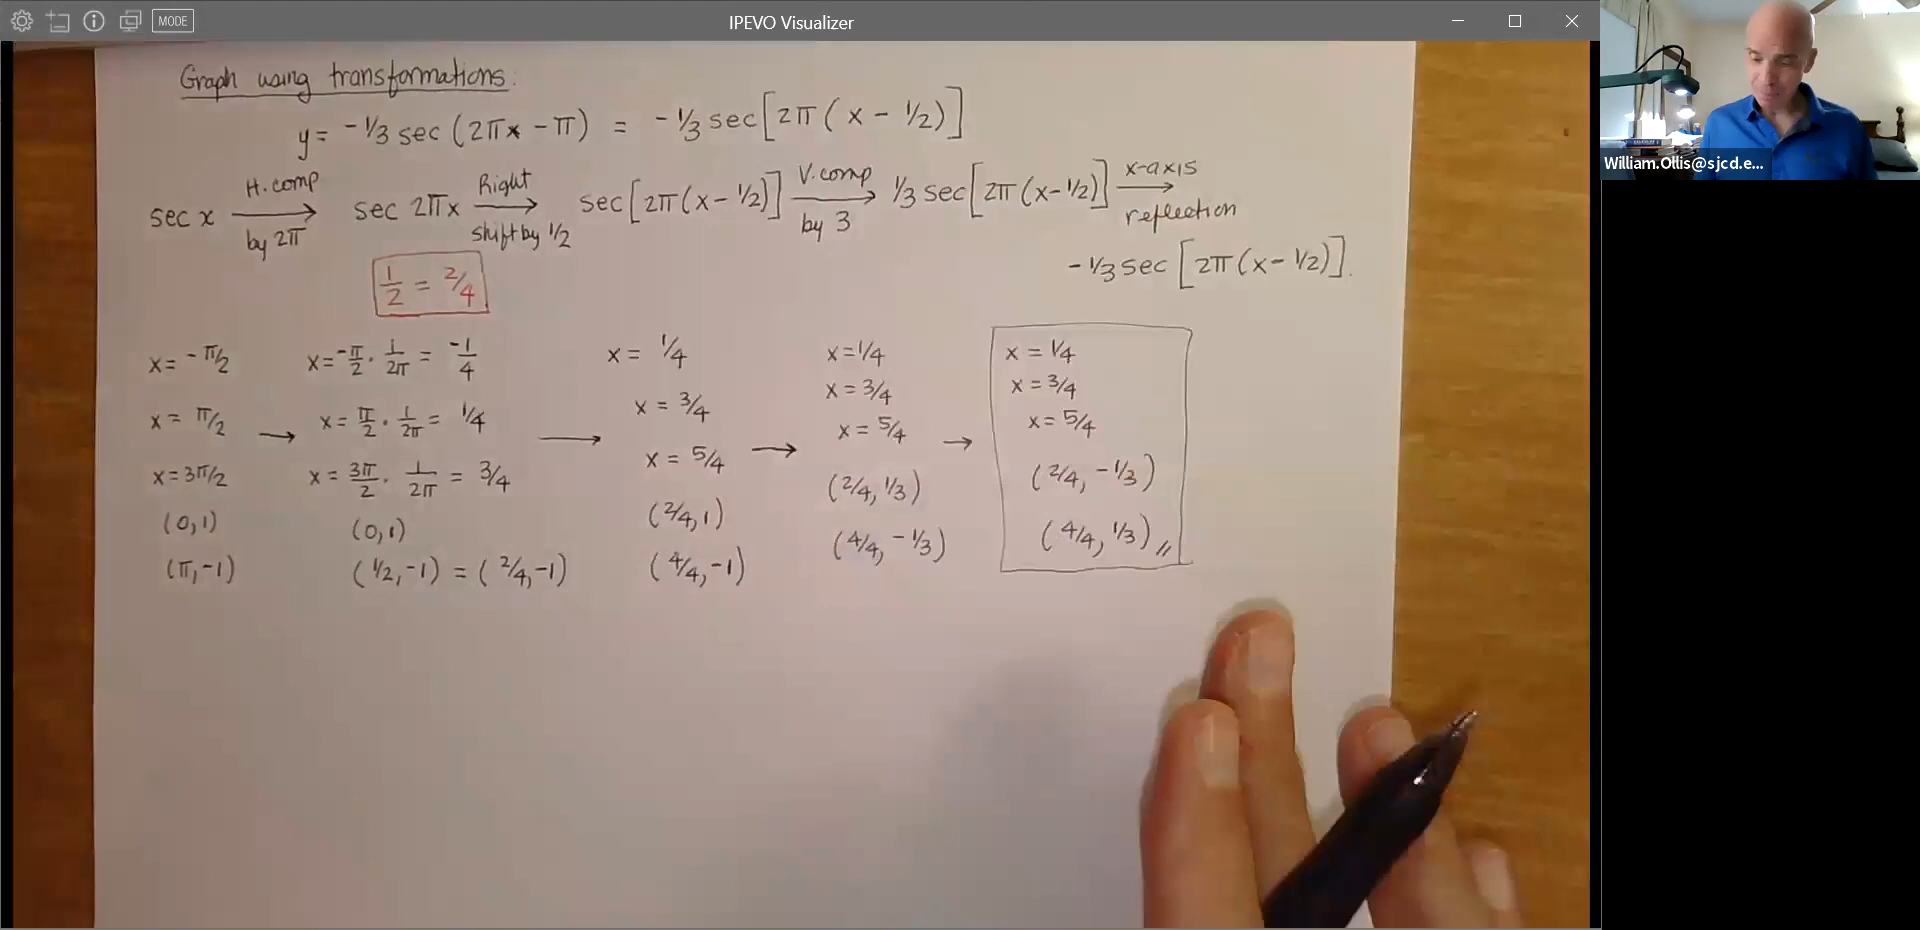 MODE
IPEVO Visualizer
William.Ollis@sjcd.e...
Graph using transformations:
y = -1/3 sec (2πx - π) = -1/3 sec [2π (x - 1/2)]
sec x → H. comp by 2π sec 2πx → Right shift by 1/2 sec [2π(x - 1/2)] → V. comp by 3 1/3 sec [2π(x - 1/2)] → x-axis reflection
-1/3 sec [2π(x - 1/2)].
1/2 = 2/4
x = -π/2
x = π/2
x = 3π/2
(0,1)
(π,-1)
→
x = -π/2 · 1/2π = -1/4
x = π/2 · 1/2π = 1/4
x = 3π/2 · 1/2π = 3/4
(0,1)
(1/2,-1) = (2/4,-1)
→
x = 1/4
x = 3/4
x = 5/4
(2/4,1)
(4/4,-1)
→
x = 1/4
x = 3/4
x = 5/4
(2/4, 1/3)
(4/4, -1/3)
→
x = 1/4
x = 3/4
x = 5/4
(2/4, -1/3)
(4/4, 1/3) //